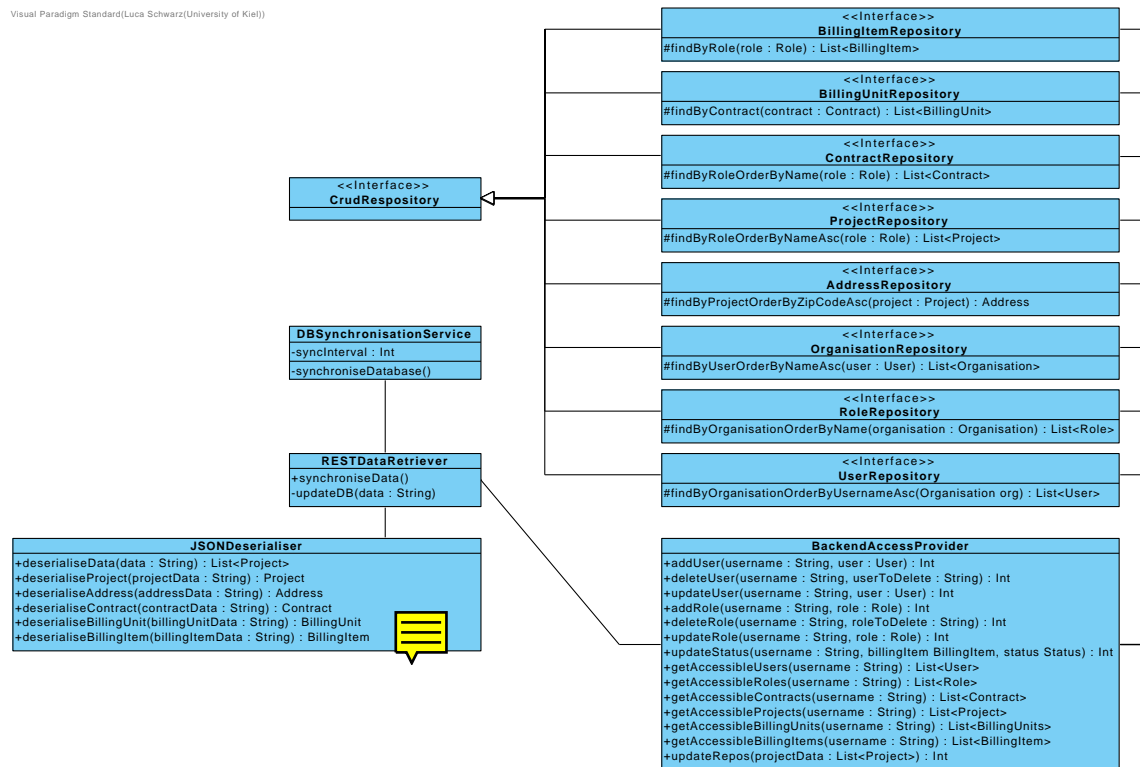 Visual Paradigm Standard(Luca Schwarz(University of Kiel))
<<Interface>>
BillingItemRepository
#findByRole(role : Role) : List<BillingItem>
<<Interface>>
BillingUnitRepository
#findByContract(contract : Contract) : List<BillingUnit>
<<Interface>>
ContractRepository
#findByRoleOrderByName(role : Role) : List<Contract>
<<Interface>>
CrudRespository
<<Interface>>
ProjectRepository
#findByRoleOrderByNameAsc(role : Role) : List<Project>
<<Interface>>
AddressRepository
#findByProjectOrderByZipCodeAsc(project : Project) : Address
<<Interface>>
OrganisationRepository
#findByUserOrderByNameAsc(user : User) : List<Organisation>
<<Interface>>
RoleRepository
#findByOrganisationOrderByName(organisation : Organisation) : List<Role>
<<Interface>>
UserRepository
#findByOrganisationOrderByUsernameAsc(Organisation org) : List<User>
DBSynchronisationService
-syncInterval : Int
-synchroniseDatabase()
RESTDataRetriever
+synchroniseData()
-updateDB(data : String)
JSONDeserialiser
+deserialiseData(data : String) : List<Project>
+deserialiseProject(projectData : String) : Project
+deserialiseAddress(addressData : String) : Address
+deserialiseContract(contractData : String) : Contract
+deserialiseBillingUnit(billingUnitData : String) : BillingUnit
+deserialiseBillingItem(billingItemData : String) : BillingItem
BackendAccessProvider
+addUser(username : String, user : User) : Int
+deleteUser(username : String, userToDelete : String) : Int
+updateUser(username : String, user : User) : Int
+addRole(username : String, role : Role) : Int
+deleteRole(username : String, roleToDelete : String) : Int
+updateRole(username : String, role : Role) : Int
+updateStatus(username : String, billingItem BillingItem, status Status) : Int
+getAccessibleUsers(username : String) : List<User>
+getAccessibleRoles(username : String) : List<Role>
+getAccessibleContracts(username : String) : List<Contract>
+getAccessibleProjects(username : String) : List<Project>
+getAccessibleBillingUnits(username : String) : List<BillingUnits>
+getAccessibleBillingItems(username : String) : List<BillingItem>
+updateRepos(projectData : List<Project>) : Int